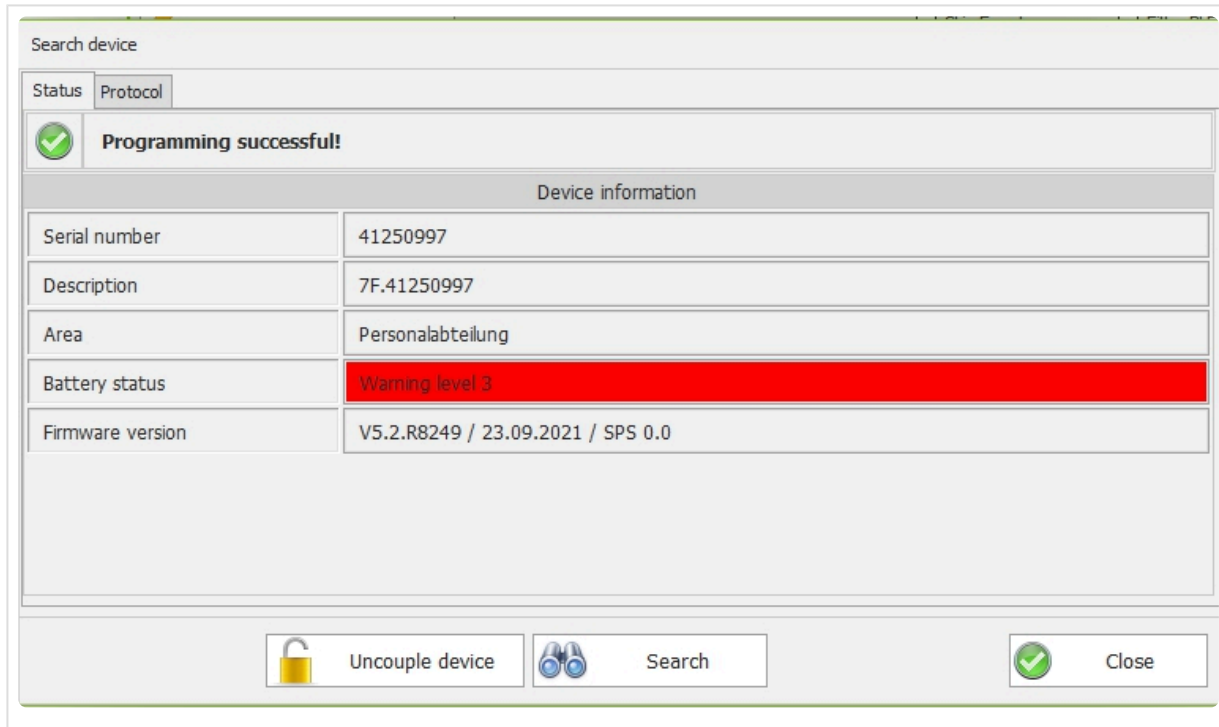 Search device
Status Protocol
Programming successful!
Device information
Serial number 41250997
Description 7F.41250997
Area Personalabteilung
Battery status Warning level 3
Firmware version V5.2.R8249 / 23.09.2021 / SPS 0.0
Uncouple device Search Close